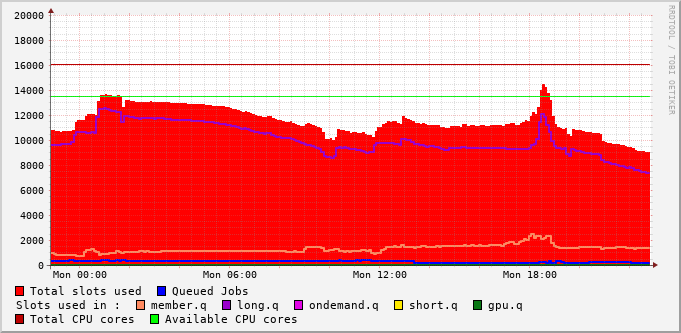 20000
18000
16000
14000
12000
10000
8000
6000
4000
2000
0
Mon 00:00 Mon 06:00 Mon 12:00 Mon 18:00
RRDTOOL / TOBI OETIKER
Total slots used Queued Jobs
Slots used in : member.q long.q ondemand.q short.q gpu.q
Total CPU cores Available CPU cores